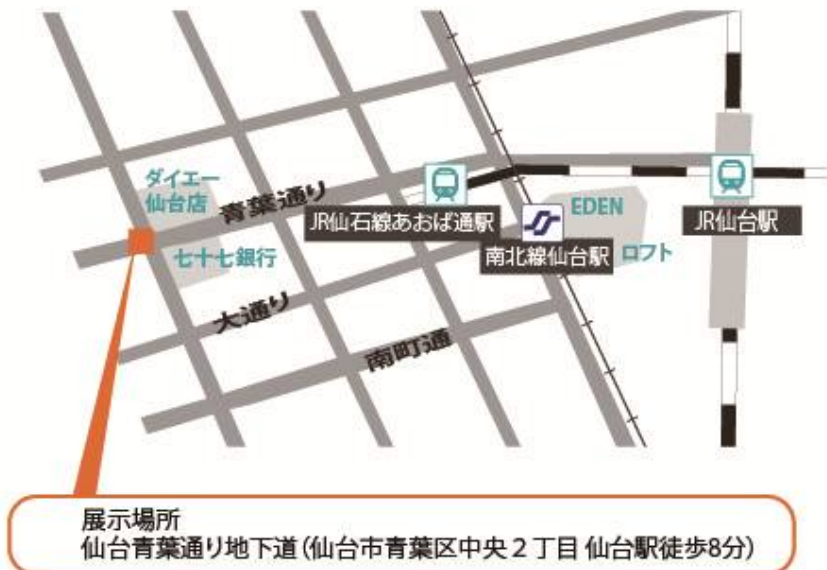 ダイエー
仙台店
青葉通り
七十七銀行
JR仙石線あおば通駅
EDEN
JR仙台駅
南北線仙台駅
ロフト
大通り
南町通
展示場所
仙台青葉通り地下道(仙台市青葉区中央２丁目 仙台駅徒歩8分)